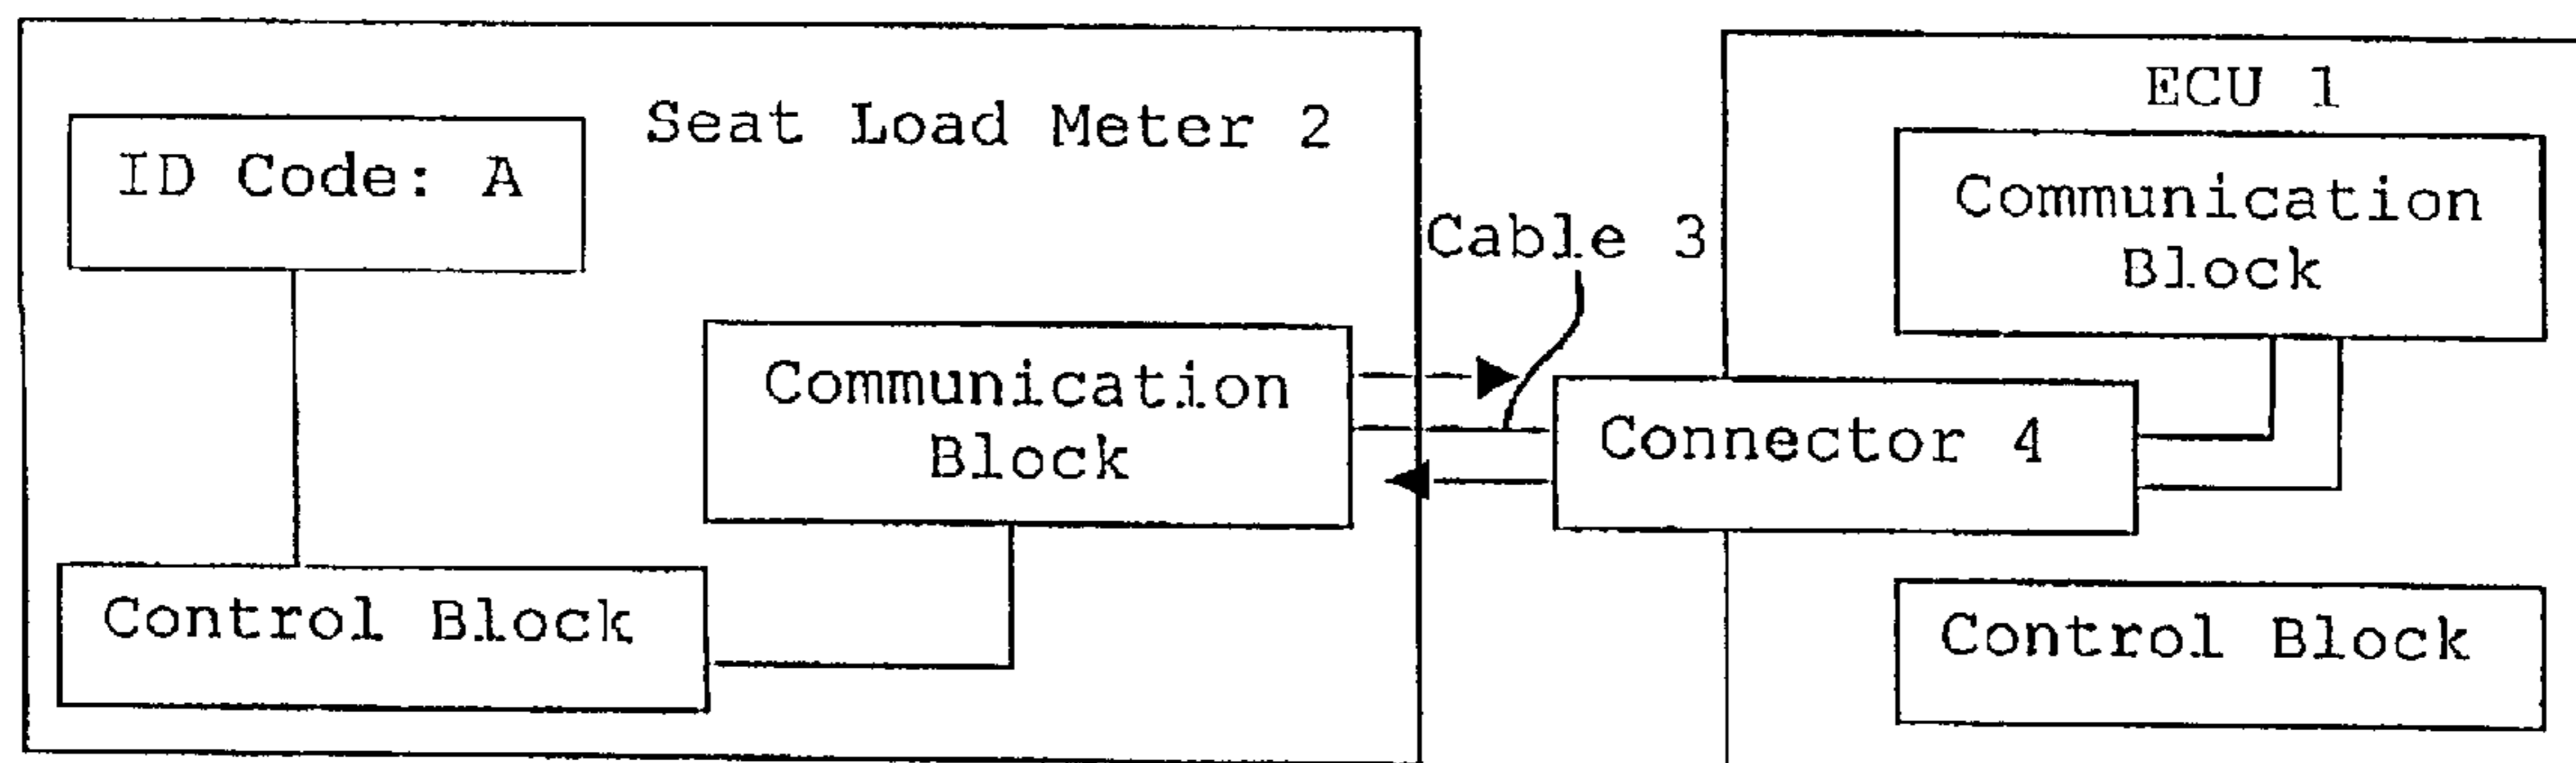 Seat Load Meter 2
ID Code: A
Communication
Block
Control Block
Cable 3
Connector 4
ECU 1
Communication
Block
Control Block